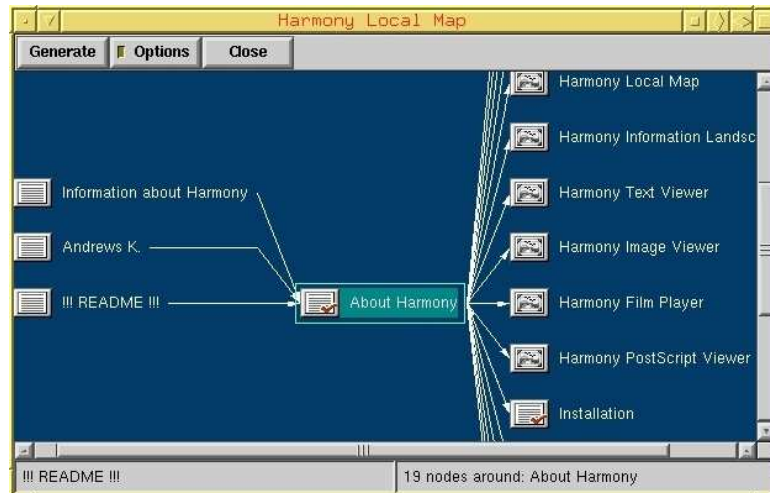 Harmony Local Map
Generate Options Close
Harmony Local Map
Harmony Information Landsc
Information about Harmony
Harmony Text Viewer
Andrews K.
Harmony Image Viewer
!!! README !!!
About Harmony
Harmony Film Player
Harmony PostScript Viewer
Installation
!!! README !!!
19 nodes around: About Harmony